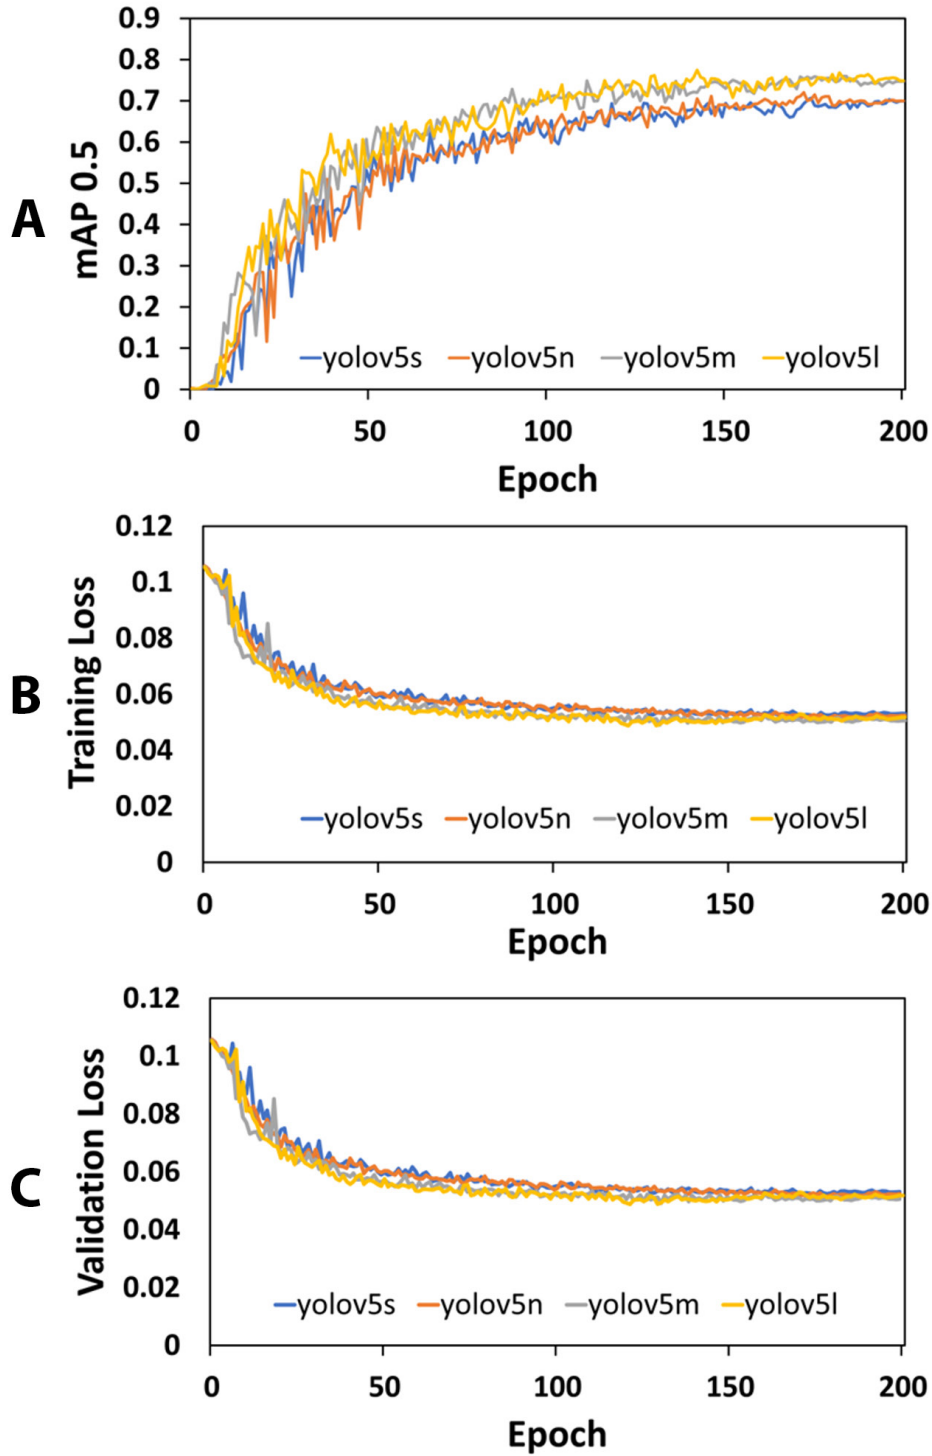 A
mAP 0.5
0.9
0.8
0.7
0.6
0.5
0.4
0.3
0.2
0.1
0
yolov5s yolov5n yolov5m yolov5l
0 50 100 150 200
Epoch
B
Training Loss
0.12
0.1
0.08
0.06
0.04
0.02
0
yolov5s yolov5n yolov5m yolov5l
0 50 100 150 200
Epoch
C
Validation Loss
0.12
0.1
0.08
0.06
0.04
0.02
0
yolov5s yolov5n yolov5m yolov5l
0 50 100 150 200
Epoch